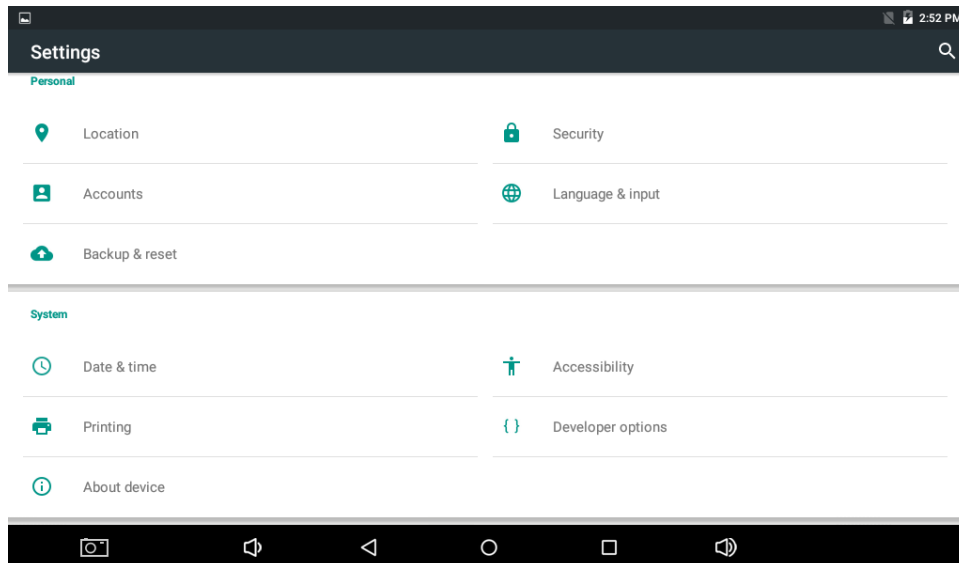 2:52 PM
Settings
Personal
Location
Security
Accounts
Language & input
Backup & reset
System
Date & time
Accessibility
Printing
{ } Developer options
About device